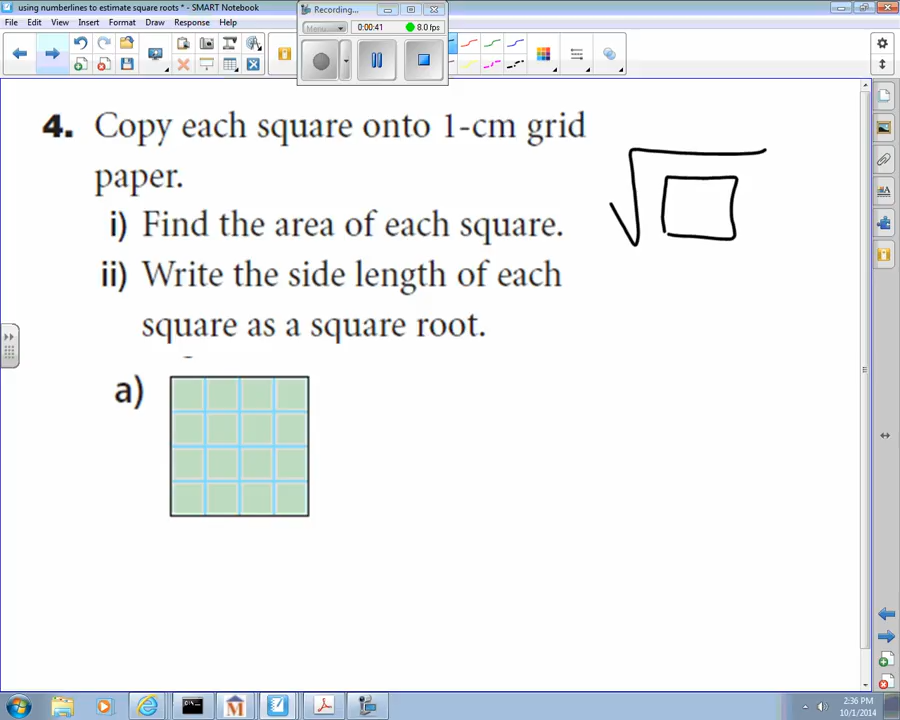 using numberlines to estimate square roots * - SMART Notebook
Recording...
File Edit View Insert Format Draw Response Help
Menu
0:00:41
8.0 fps
4. Copy each square onto 1-cm grid
paper.
i) Find the area of each square.
ii) Write the side length of each
square as a square root.
a)
2:36 PM
10/1/2014